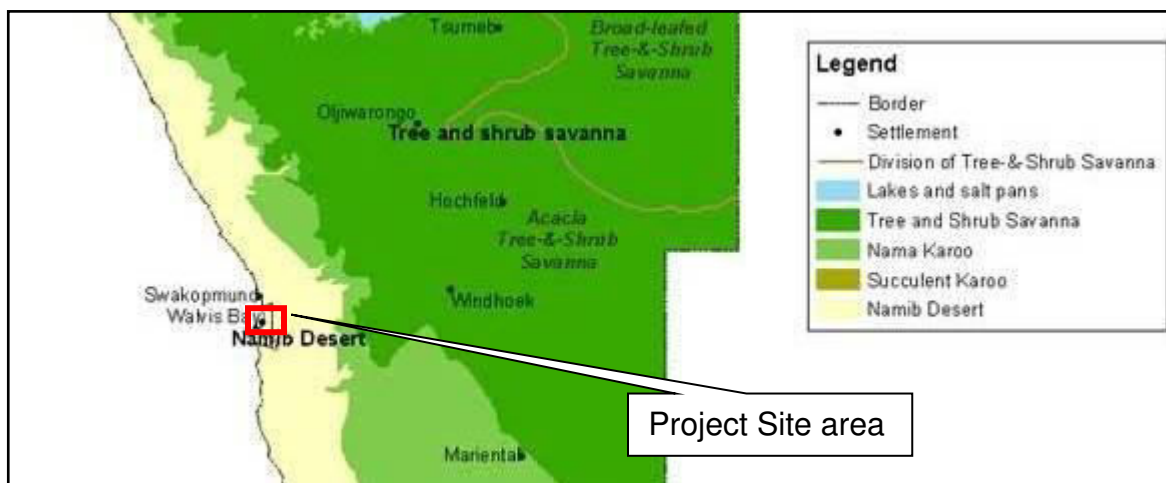 Tsumeb
Broad-leafed
Tree-&-Shrub
Savanna
Otjiwarongo
Tree and shrub savanna
Hochfeld
Acacia
Tree-&-Shrub
Savanna
Swakopmund
Windhoek
Walvis Bay
Namib Desert
Mariental
Project Site area
Legend
Border
Settlement
Division of Tree-&-Shrub Savanna
Lakes and salt pans
Tree and Shrub Savanna
Nama Karoo
Succulent Karoo
Namib Desert